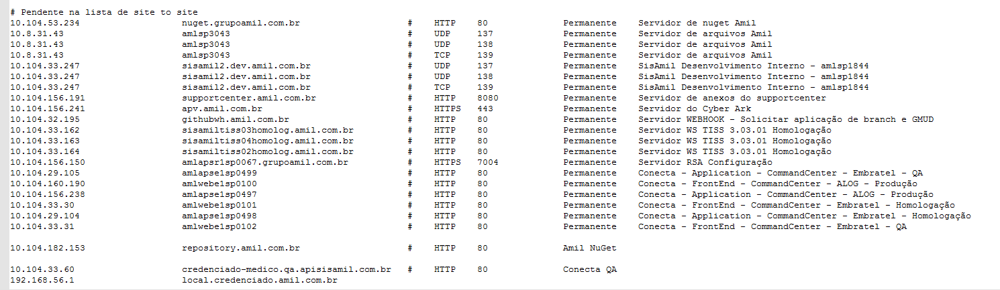 # Pendente na lista de site to site
10.104.53.234 nuget.grupoamil.com.br # HTTP 80 Permanente Servidor de nuget Amil
10.8.31.43 amlsp3043 # UDP 137 Permanente Servidor de arquivos Amil
10.8.31.43 amlsp3043 # UDP 138 Permanente Servidor de arquivos Amil
10.8.31.43 amlsp3043 # TCP 139 Permanente Servidor de arquivos Amil
10.104.33.247 sisamil2.dev.amil.com.br # UDP 137 Permanente SisAmil Desenvolvimento Interno - amlsp1844
10.104.33.247 sisamil2.dev.amil.com.br # UDP 138 Permanente SisAmil Desenvolvimento Interno - amlsp1844
10.104.33.247 sisamil2.dev.amil.com.br # TCP 139 Permanente SisAmil Desenvolvimento Interno - amlsp1844
10.104.156.191 supportcenter.amil.com.br # HTTP 8080 Permanente Servidor de anexos do supportcenter
10.104.156.241 apv.amil.com.br # HTTPS 443 Permanente Servidor do Cyber Ark
10.104.32.195 githubwh.amil.com.br # HTTP 80 Permanente Servidor WEBHOOK - Solicitar aplicação de branch e GMUD
10.104.33.162 sisamiltiss03homolog.amil.com.br # HTTP 80 Permanente Servidor WS TISS 3.03.01 Homologação
10.104.33.163 sisamiltiss04homolog.amil.com.br # HTTP 80 Permanente Servidor WS TISS 3.03.01 Homologação
10.104.33.164 sisamiltiss02homolog.amil.com.br # HTTP 80 Permanente Servidor WS TISS 3.03.01 Homologação
10.104.156.150 amlapsr1sp0067.grupoamil.com.br # HTTPS 7004 Permanente Servidor RSA Configuração
10.104.29.105 amlapse1sp0499 # HTTP 80 Permanente Conecta - Application - CommandCenter - Embratel - QA
10.104.160.190 amlwebe1sp0100 # HTTP 80 Permanente Conecta - FrontEnd - CommandCenter - ALOG - Produção
10.104.156.238 amlapse1sp0497 # HTTP 80 Permanente Conecta - Application - CommandCenter - ALOG - Produção
10.104.33.30 amlwebe1sp0101 # HTTP 80 Permanente Conecta - FrontEnd - CommandCenter - Embratel - Homologação
10.104.29.104 amlapse1sp0498 # HTTP 80 Permanente Conecta - Application - CommandCenter - Embratel - Homologação
10.104.33.31 amlwebe1sp0102 # HTTP 80 Permanente Conecta - FrontEnd - CommandCenter - Embratel - QA
10.104.182.153 repository.amil.com.br # HTTP 80 Amil NuGet
10.104.33.60 credenciado-medico.qa.apisisamil.com.br # HTTP 80 Conecta QA
192.168.56.1 local.credenciado.amil.com.br